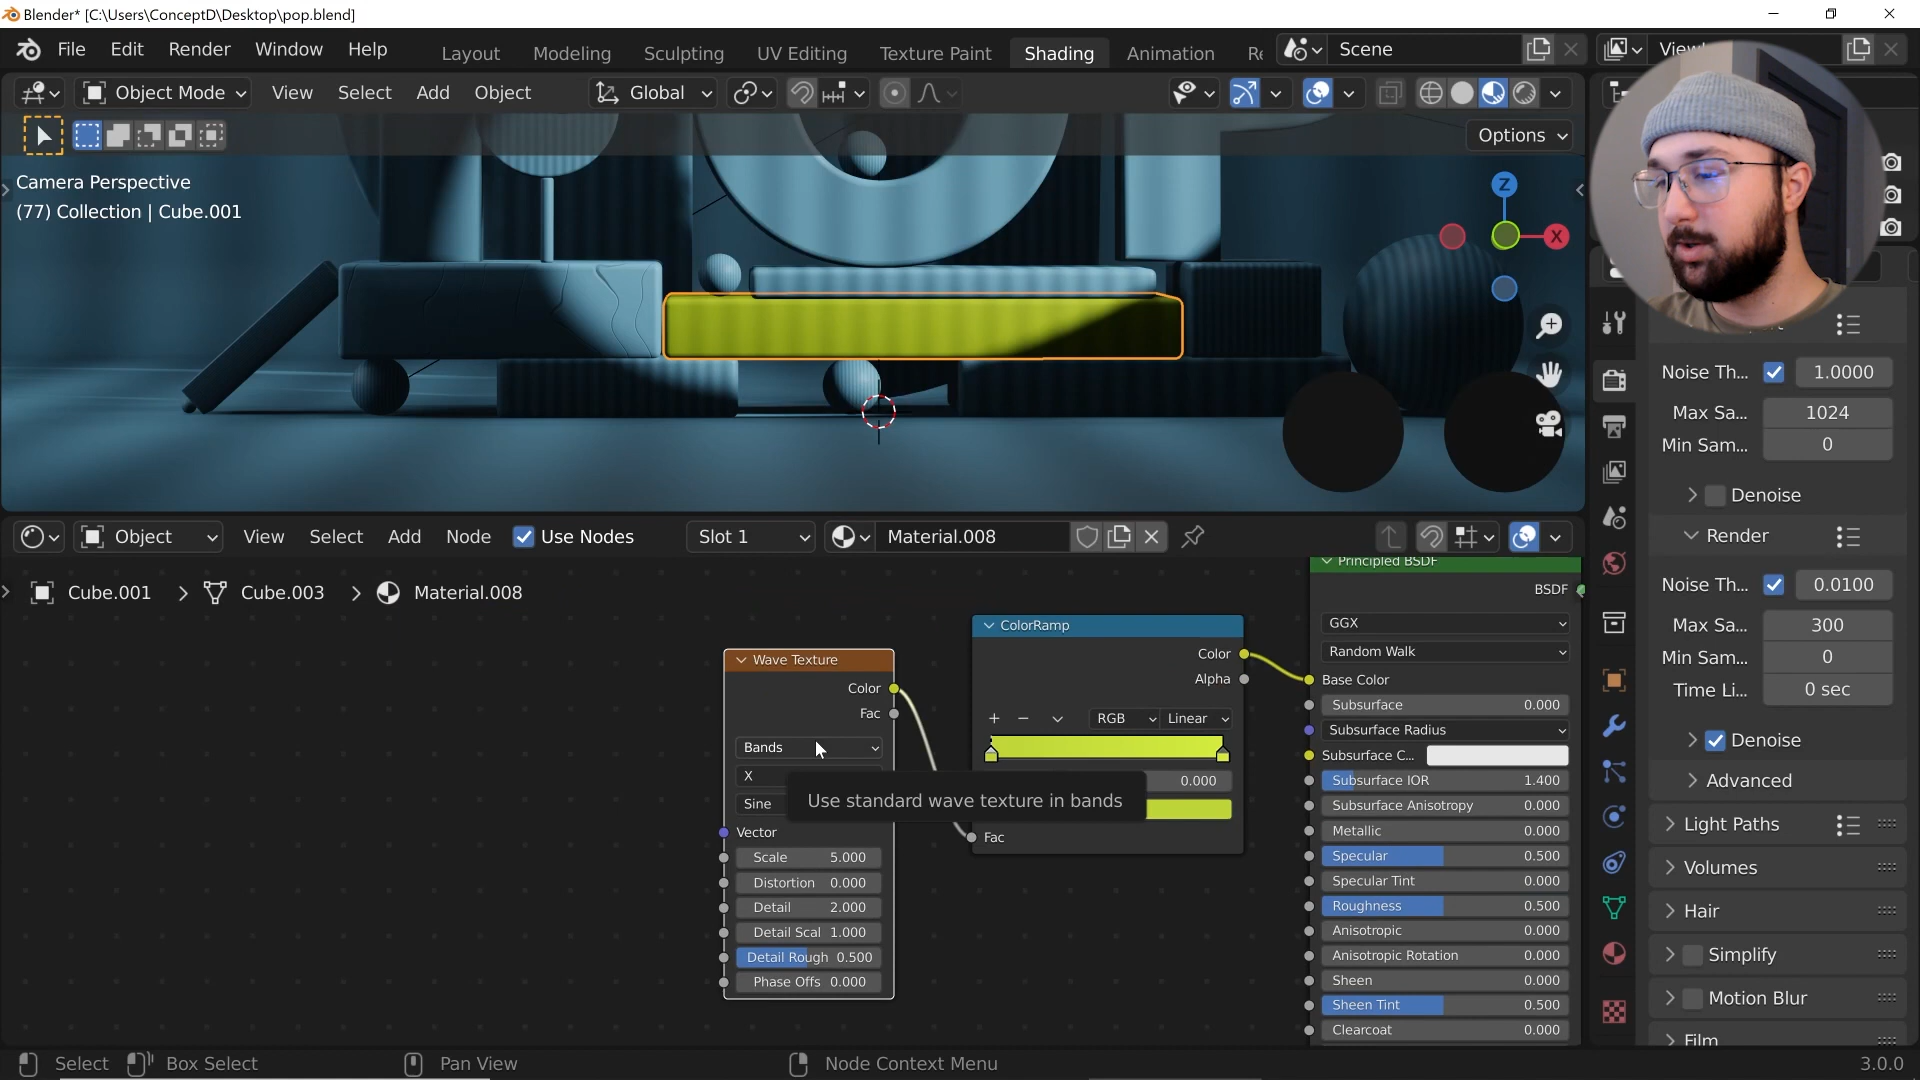 Blender* [C:\Users\ConceptD\Desktop\pop.blend]
File Edit Render Window Help
Layout Modeling Sculpting UV Editing Texture Paint Shading Animation Re
Scene
View
Object Mode View Select Add Object
Global
Options
Camera Perspective
(77) Collection | Cube.001
Z
X
Noise Th... 1.0000
Max Sa... 1024
Min Sam... 0
Denoise
Render
Noise Th... 0.0100
Max Sa... 300
Min Sam... 0
Time Li... 0 sec
Denoise
Advanced
Light Paths
Volumes
Hair
Simplify
Motion Blur
Film
Object View Select Add Node Use Nodes
Slot 1
Material.008
Cube.001 > Cube.003 > Material.008
Wave Texture
Color
Fac
Bands
X
Sine
Vector
Scale 5.000
Distortion 0.000
Detail 2.000
Detail Scal 1.000
Detail Rough 0.500
Phase Offs 0.000
Use standard wave texture in bands
ColorRamp
Color
Alpha
+ − RGB Linear
0.000
Fac
Principled BSDF
BSDF
GGX
Random Walk
Base Color
Subsurface 0.000
Subsurface Radius
Subsurface C...
Subsurface IOR 1.400
Subsurface Anisotropy 0.000
Metallic 0.000
Specular 0.500
Specular Tint 0.000
Roughness 0.500
Anisotropic 0.000
Anisotropic Rotation 0.000
Sheen 0.000
Sheen Tint 0.500
Clearcoat 0.000
Select Box Select Pan View Node Context Menu
3.0.0